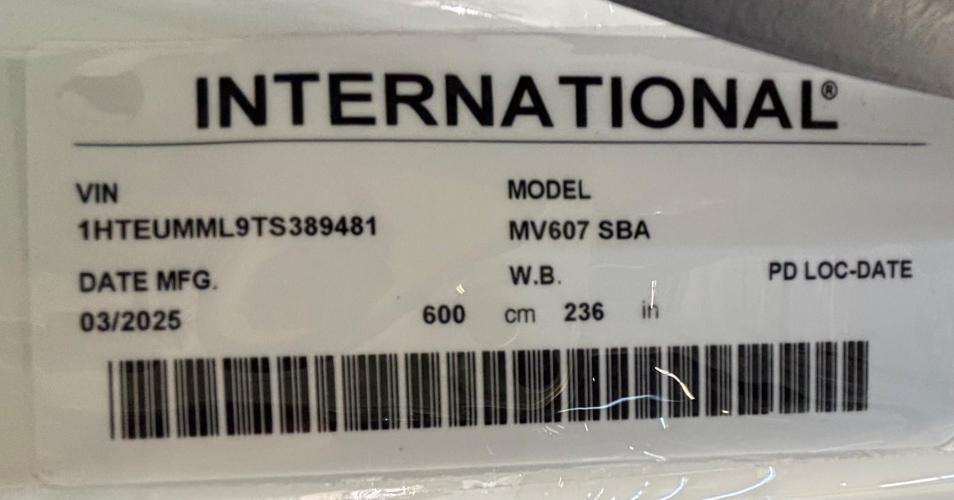 INTERNATIONAL®
VIN MODEL
1HTEUMML9TS389481 MV607 SBA
DATE MFG. W.B. PD LOC-DATE
03/2025 600 cm 236 in